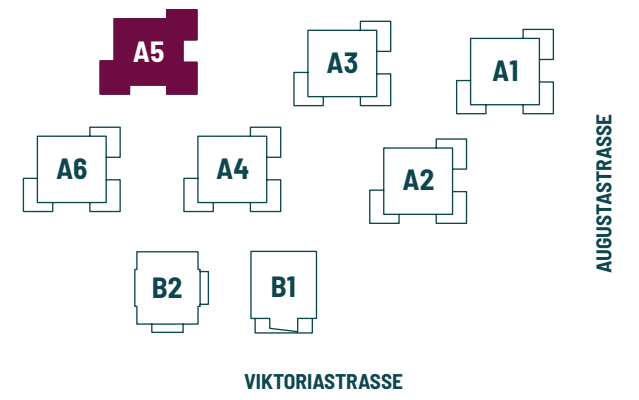 A5
A3
A1
A6
A4
A2
B2
B1
AUGUSTASTRASSE
VIKTORIASTRASSE